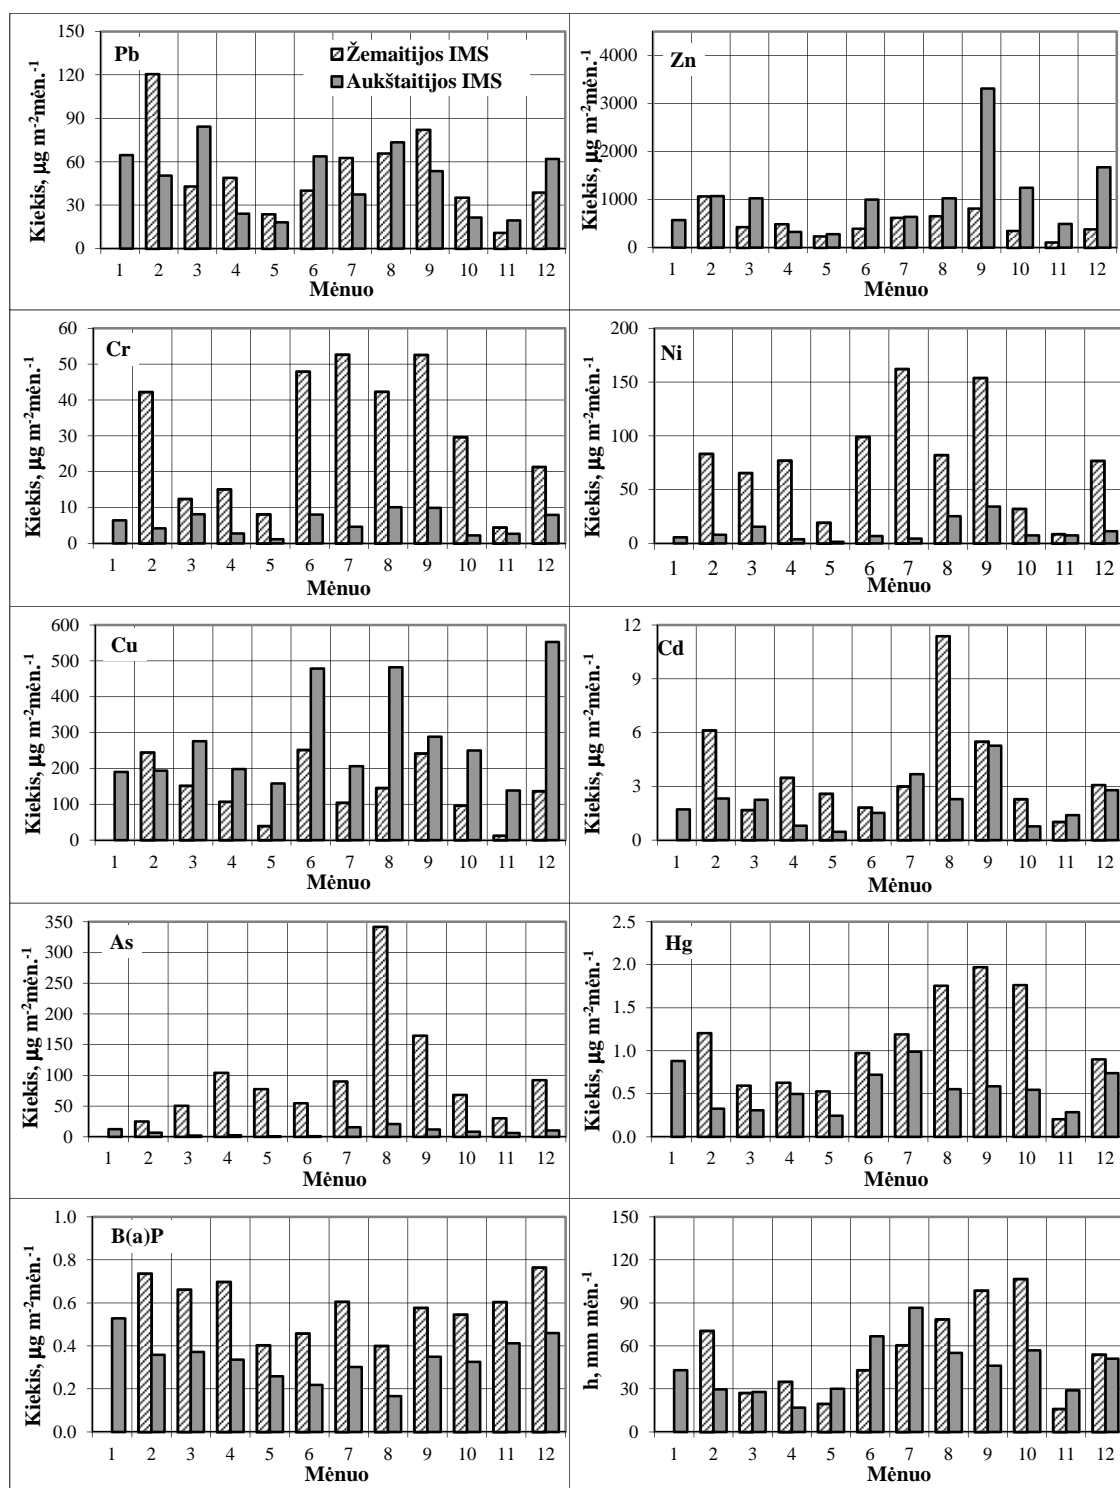 Pb
Žemaitijos IMS
Aukštaitijos IMS
Kiekis, µg m⁻²mėn.⁻¹
150
120
90
60
30
0
1 2 3 4 5 6 7 8 9 10 11 12
Mėnuo
Zn
Kiekis, µg m⁻²mėn.⁻¹
4000
3000
2000
1000
0
1 2 3 4 5 6 7 8 9 10 11 12
Mėnuo
Cr
Kiekis, µg m⁻²mėn.⁻¹
60
50
40
30
20
10
0
1 2 3 4 5 6 7 8 9 10 11 12
Mėnuo
Ni
Kiekis, µg m⁻²mėn.⁻¹
200
150
100
50
0
1 2 3 4 5 6 7 8 9 10 11 12
Mėnuo
Cu
Kiekis, µg m⁻²mėn.⁻¹
600
500
400
300
200
100
0
1 2 3 4 5 6 7 8 9 10 11 12
Mėnuo
Cd
Kiekis, µg m⁻²mėn.⁻¹
12
9
6
3
0
1 2 3 4 5 6 7 8 9 10 11 12
Mėnuo
As
Kiekis, µg m⁻²mėn.⁻¹
350
300
250
200
150
100
50
0
1 2 3 4 5 6 7 8 9 10 11 12
Mėnuo
Hg
Kiekis, µg m⁻²mėn.⁻¹
2.5
2.0
1.5
1.0
0.5
0.0
1 2 3 4 5 6 7 8 9 10 11 12
Mėnuo
B(a)P
Kiekis, µg m⁻²mėn.⁻¹
1.0
0.8
0.6
0.4
0.2
0.0
1 2 3 4 5 6 7 8 9 10 11 12
Mėnuo
h, mm mėn.⁻¹
150
120
90
60
30
0
1 2 3 4 5 6 7 8 9 10 11 12
Mėnuo